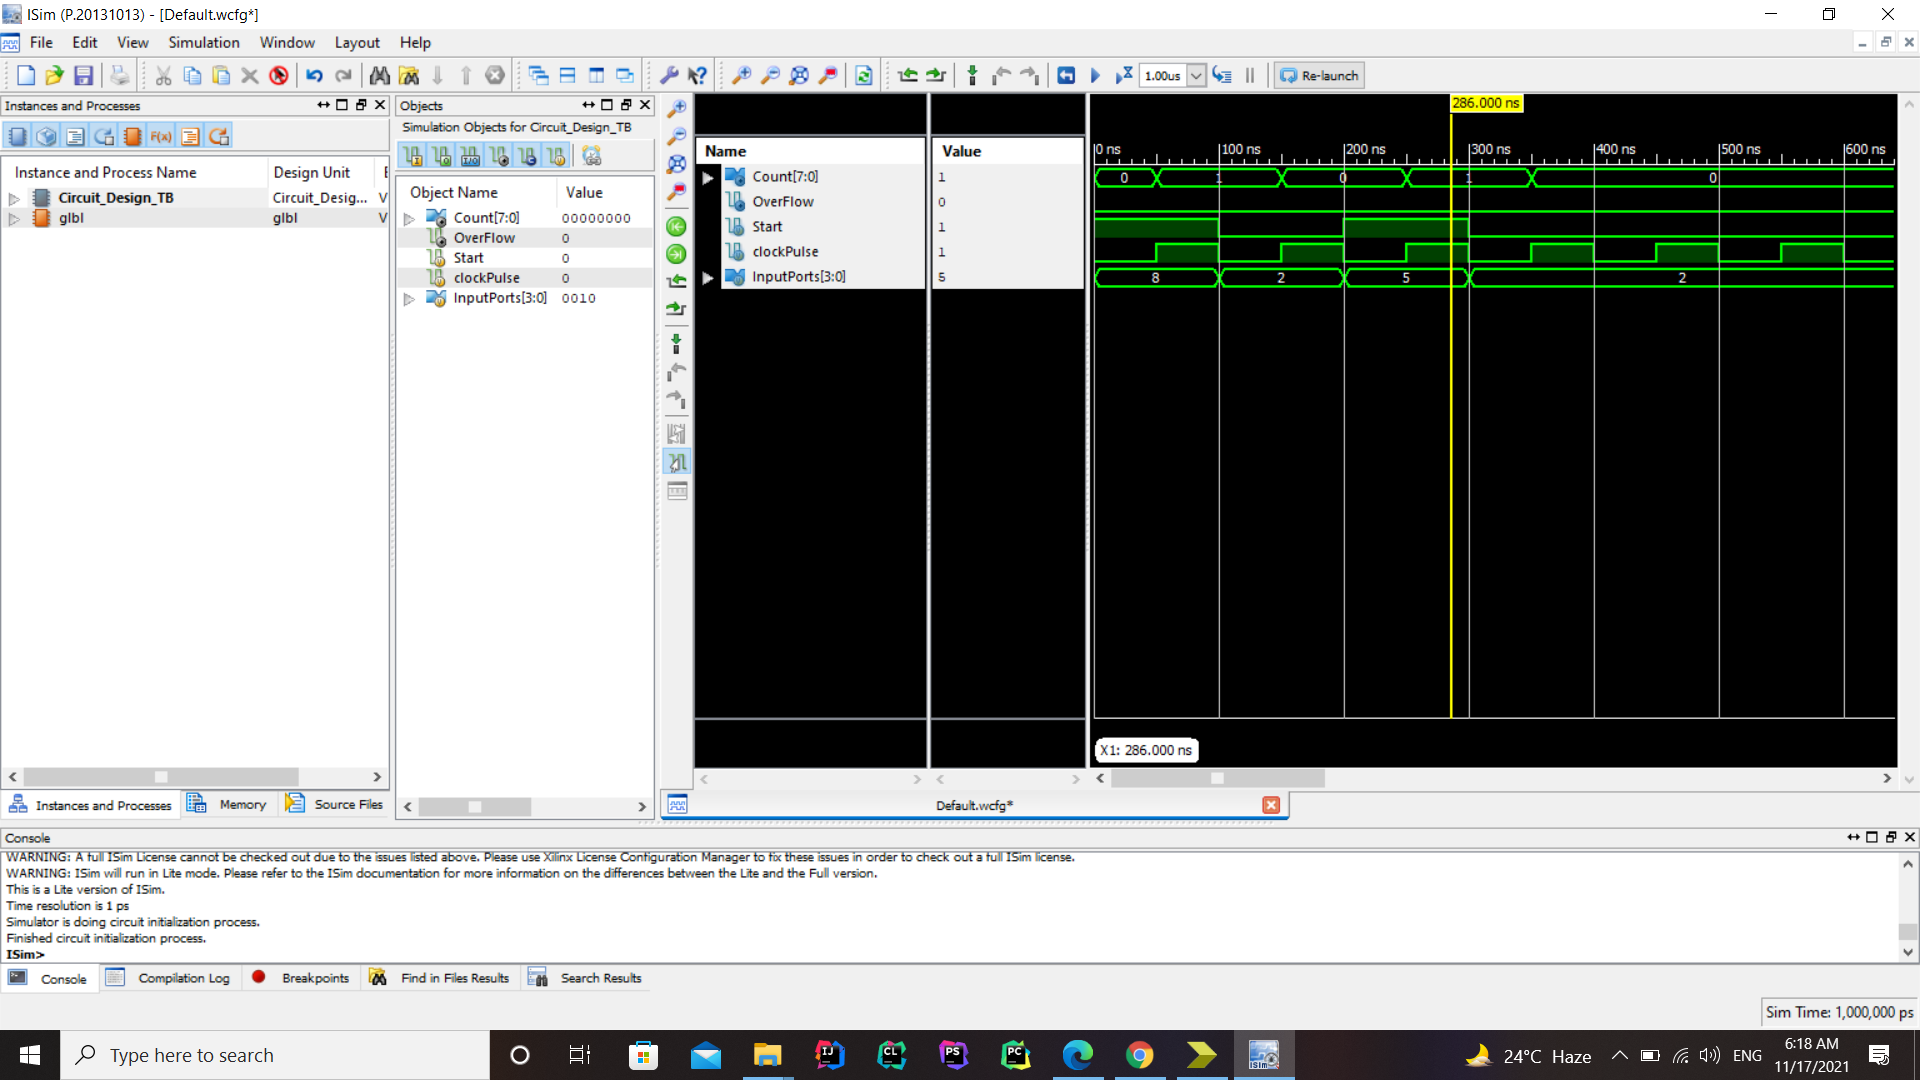 ISim (P.20131013) - [Default.wcfg*]
File Edit View Simulation Window Layout Help
1.00us Re-launch
Instances and Processes
Instance and Process Name Design Unit
Circuit_Design_TB Circuit_Desig... V
glbl glbl V
Instances and Processes Memory Source Files
Objects
Simulation Objects for Circuit_Design_TB
Object Name Value
Count[7:0] 00000000
OverFlow 0
Start 0
clockPulse 0
InputPorts[3:0] 0010
Name Value
Count[7:0] 1
OverFlow 0
Start 1
clockPulse 1
InputPorts[3:0] 5
286.000 ns
0 ns 100 ns 200 ns 300 ns 400 ns 500 ns 600 ns
0 1 0 1 0
8 2 5 2
X1: 286.000 ns
Default.wcfg*
Console
WARNING: A full ISim License cannot be checked out due to the issues listed above. Please use Xilinx License Configuration Manager to fix these issues in order to check out a full ISim license.
WARNING: ISim will run in Lite mode. Please refer to the ISim documentation for more information on the differences between the Lite and the Full version.
This is a Lite version of ISim.
Time resolution is 1 ps
Simulator is doing circuit initialization process.
Finished circuit initialization process.
ISim>
Console Compilation Log Breakpoints Find in Files Results Search Results
Sim Time: 1,000,000 ps
Type here to search
IJ CL PS PC ISim
24°C Haze ENG
6:18 AM
11/17/2021